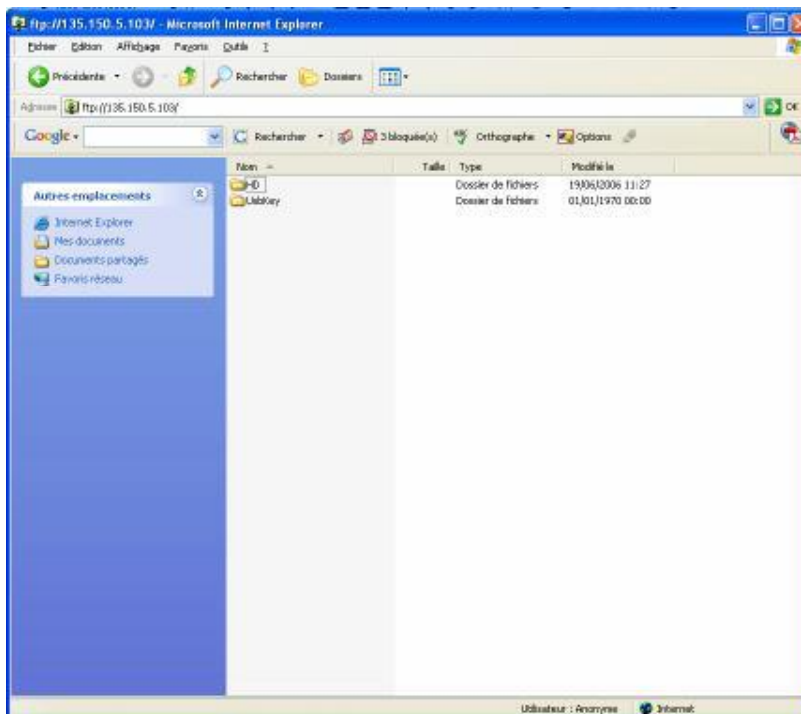 ftp://135.150.5.103/ - Microsoft Internet Explorer
Fichier Edition Affichage Favoris Outils ?
Précédente Rechercher Dossiers
Adresse ftp://135.150.5.103/ OK
Google Rechercher 3 bloquée(s) Orthographe Options
Nom Taille Type Modifié le
HD Dossier de fichiers 19/06/2006 11:27
UsbKey Dossier de fichiers 01/01/1970 00:00
Autres emplacements
Internet Explorer
Mes documents
Documents partagés
Favoris réseau
Utilisateur : Anonyme Internet